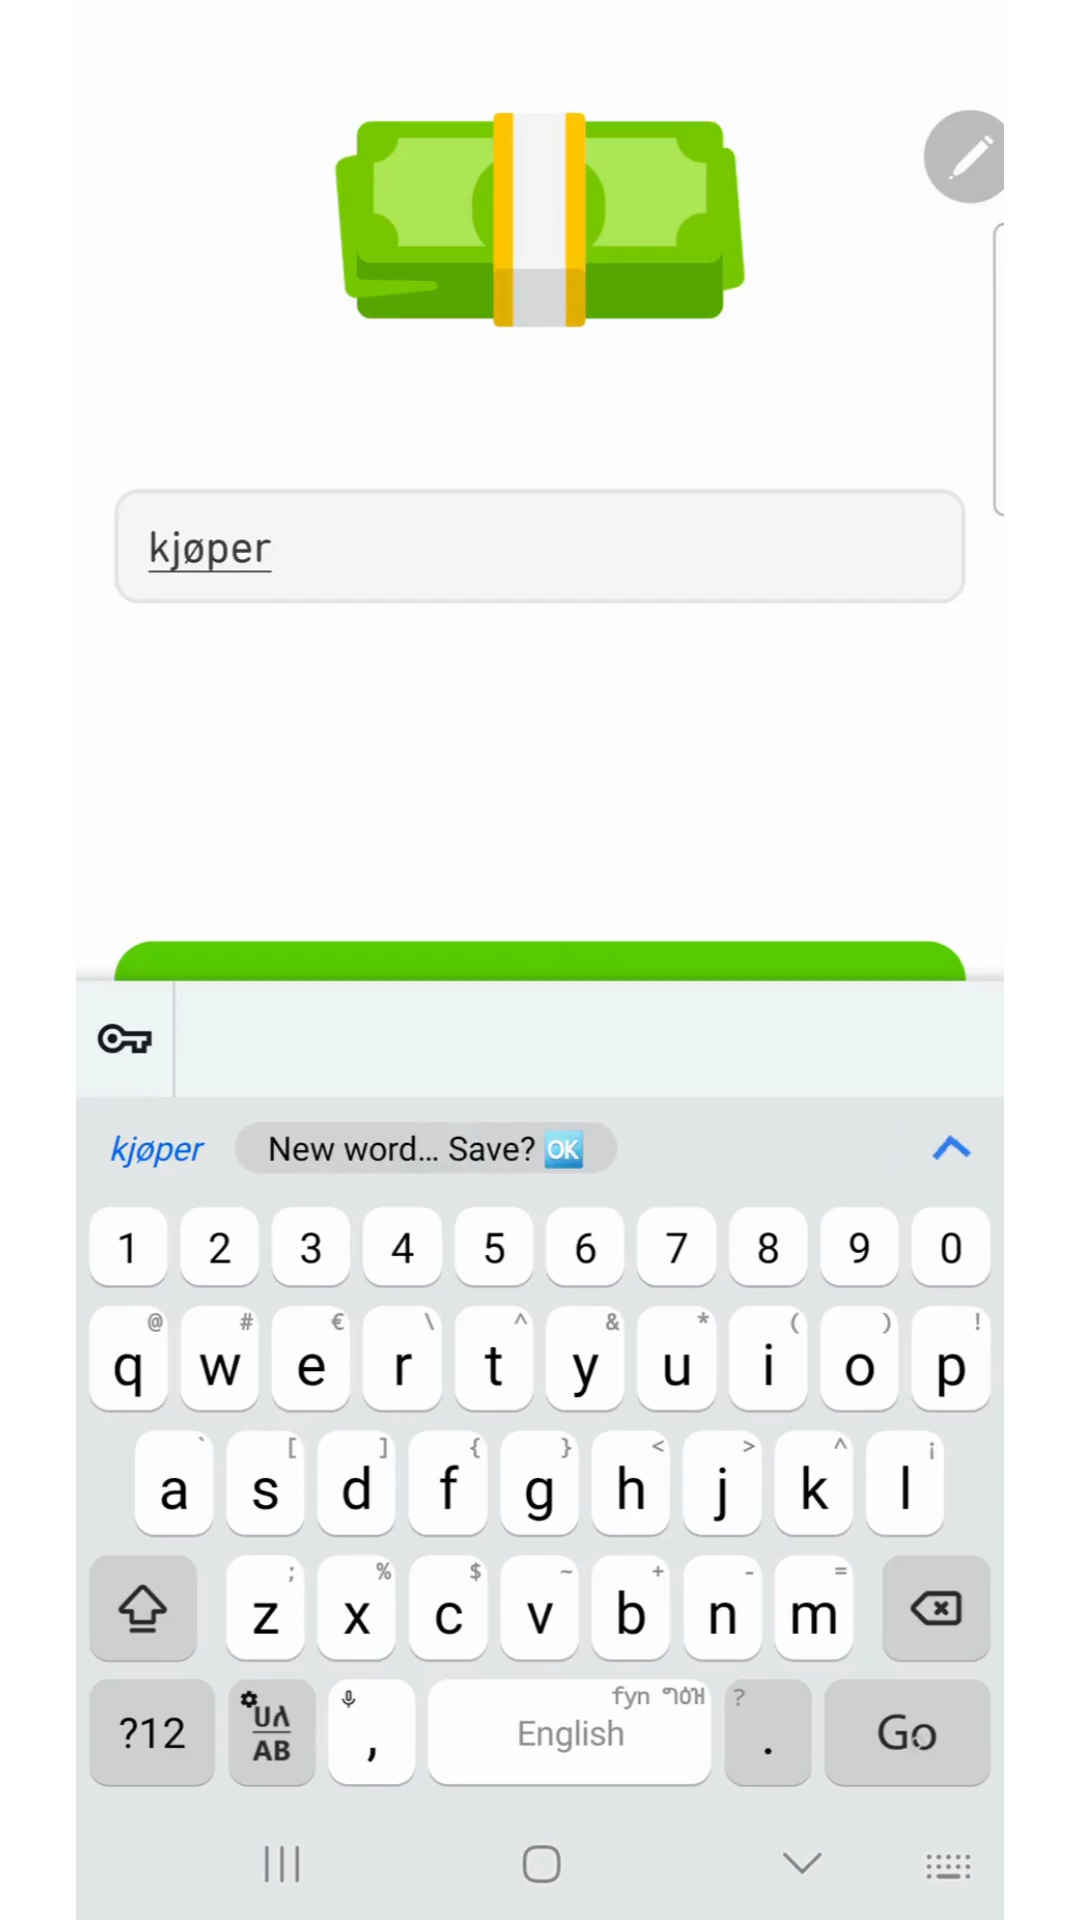 kjøper
kjøper New word... Save? OK
1 2 3 4 5 6 7 8 9 0
@ # € \ ^ & * ( ) !
q w e r t y u i o p
` [ ] { } < > ^ ¡
a s d f g h j k l
; % $ ~ + - =
z x c v b n m
?12 AB , English . ? Go